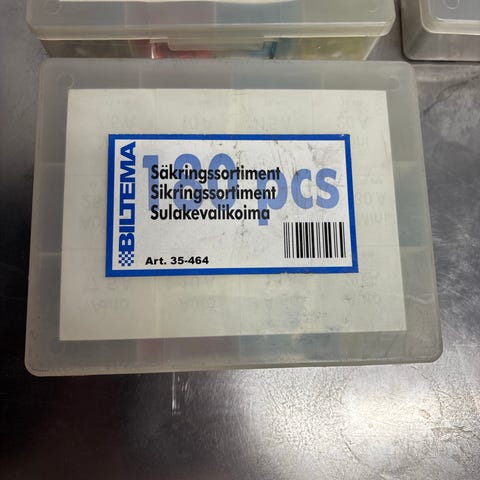 BILTEMA
180 pcs
Säkringssortiment
Sikringssortiment
Sulakevalikoima
Art. 35-464